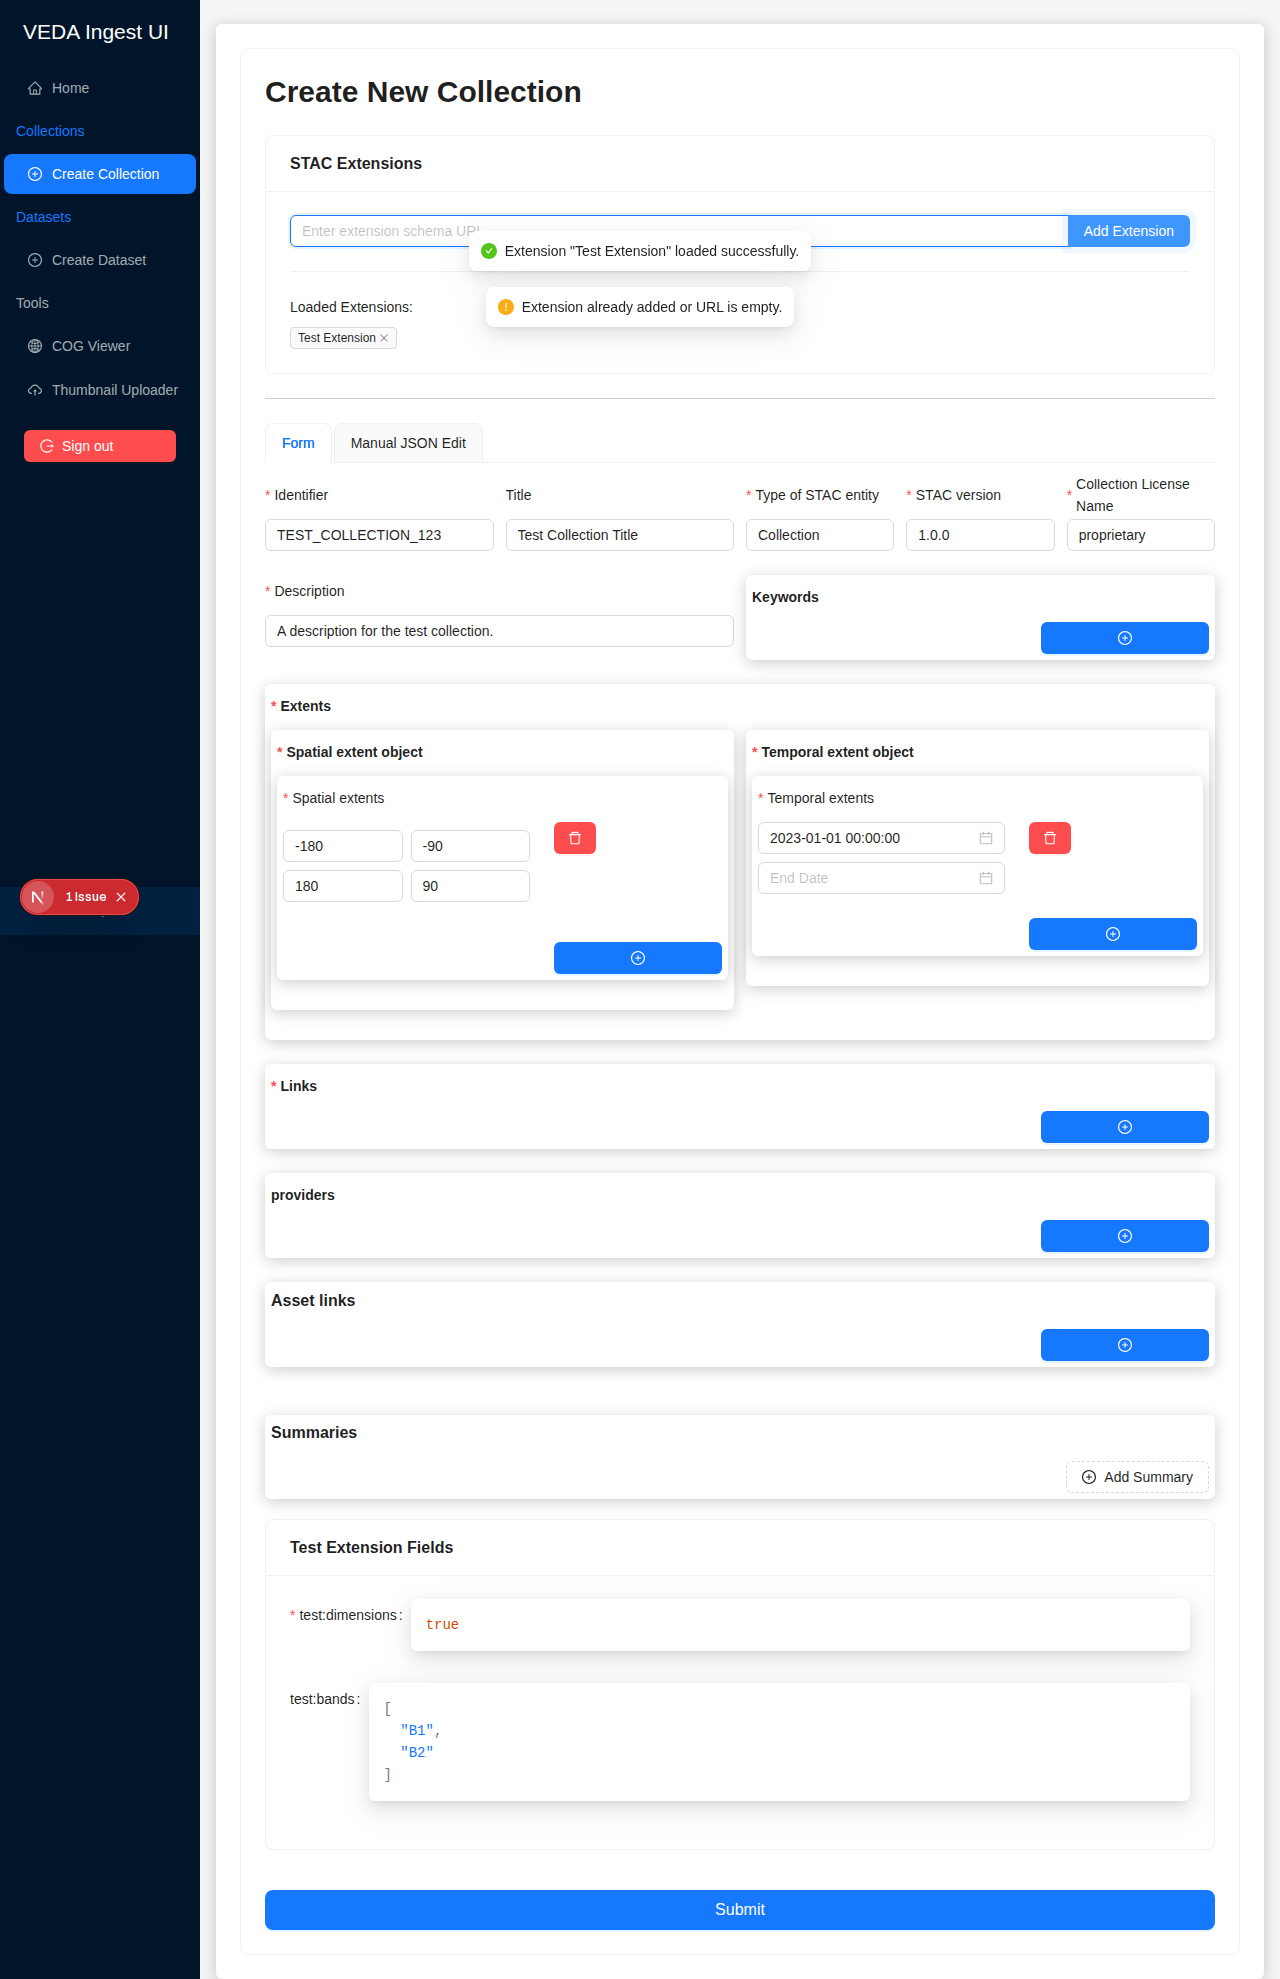 VEDA Ingest UI
Home
Collections
Create Collection
Datasets
Create Dataset
Tools
COG Viewer
Thumbnail Uploader
Sign out
1 Issue
Create New Collection
STAC Extensions
Enter extension schema URL
Add Extension
Extension "Test Extension" loaded successfully.
Extension already added or URL is empty.
Loaded Extensions:
Test Extension
Form
Manual JSON Edit
* Identifier
Title
* Type of STAC entity
* STAC version
* Collection License
Name
TEST_COLLECTION_123
Test Collection Title
Collection
1.0.0
proprietary
* Description
A description for the test collection.
Keywords
* Extents
* Spatial extent object
* Spatial extents
-180
-90
180
90
* Temporal extent object
* Temporal extents
2023-01-01 00:00:00
End Date
* Links
providers
Asset links
Summaries
Add Summary
Test Extension Fields
* test:dimensions:
true
test:bands:
[
"B1",
"B2"
]
Submit